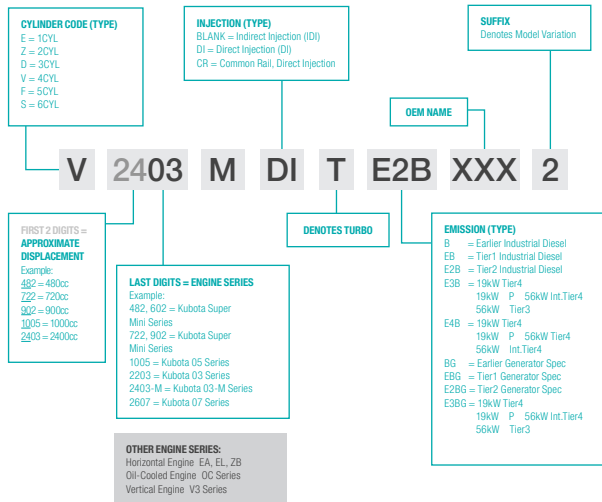 CYLINDER CODE (TYPE)
E = 1CYL
Z = 2CYL
D = 3CYL
V = 4CYL
F = 5CYL
S = 6CYL
INJECTION (TYPE)
BLANK = Indirect Injection (IDI)
DI = Direct Injection (DI)
CR = Common Rail, Direct Injection
SUFFIX
Denotes Model Variation
OEM NAME
V 2403 M DI T E2B XXX 2
FIRST 2 DIGITS =
APPROXIMATE
DISPLACEMENT
Example:
482 = 480cc
722 = 720cc
902 = 900cc
1005 = 1000cc
2403 = 2400cc
LAST DIGITS = ENGINE SERIES
Example:
482, 602 = Kubota Super
Mini Series
722, 902 = Kubota Super
Mini Series
1005 = Kubota 05 Series
2203 = Kubota 03 Series
2403-M = Kubota 03-M Series
2607 = Kubota 07 Series
DENOTES TURBO
EMISSION (TYPE)
B = Earlier Industrial Diesel
EB = Tier1 Industrial Diesel
E2B = Tier2 Industrial Diesel
E3B = 19kW Tier4
19kW P 56kW Int.Tier4
56kW Tier3
E4B = 19kW Tier4
19kW P 56kW Tier4
56kW Int.Tier4
BG = Earlier Generator Spec
EBG = Tier1 Generator Spec
E2BG = Tier2 Generator Spec
E3BG = 19kW Tier4
19kW P 56kW Int.Tier4
56kW Tier3
OTHER ENGINE SERIES:
Horizontal Engine EA, EL, ZB
Oil-Cooled Engine OC Series
Vertical Engine V3 Series